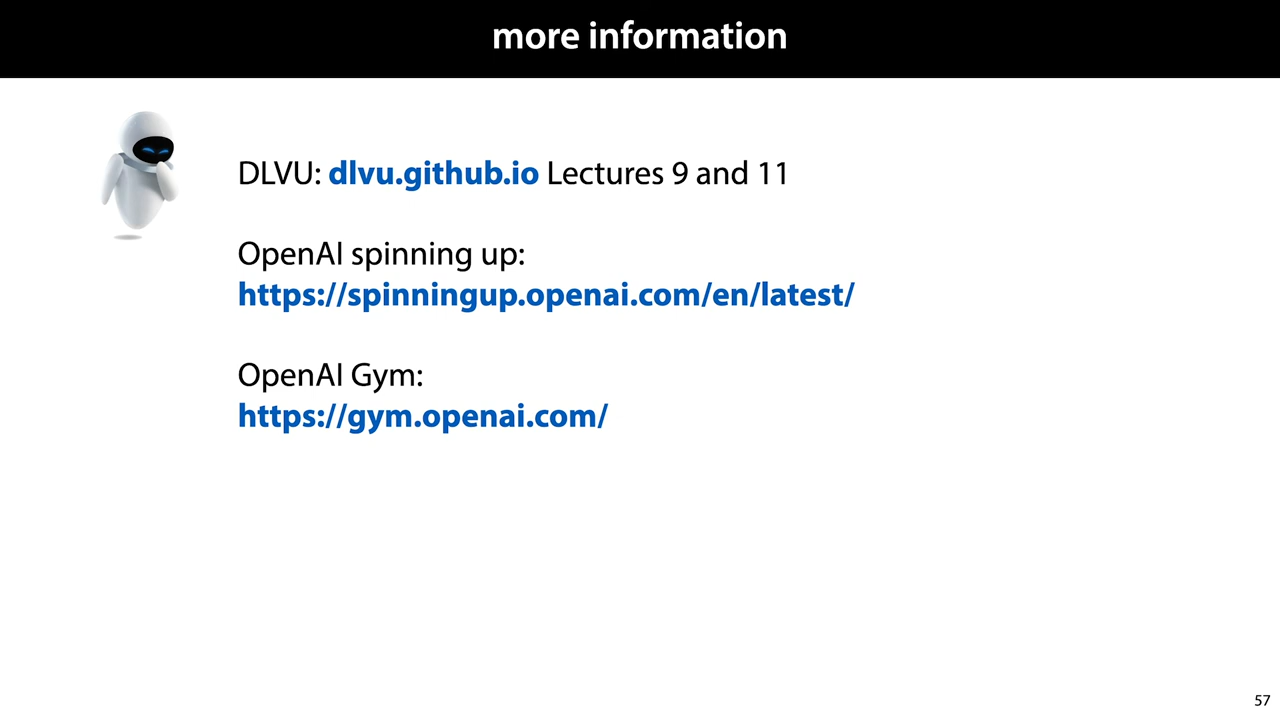 more information
DLVU: dlvu.github.io Lectures 9 and 11
OpenAI spinning up:
https://spinningup.openai.com/en/latest/
OpenAI Gym:
https://gym.openai.com/
57